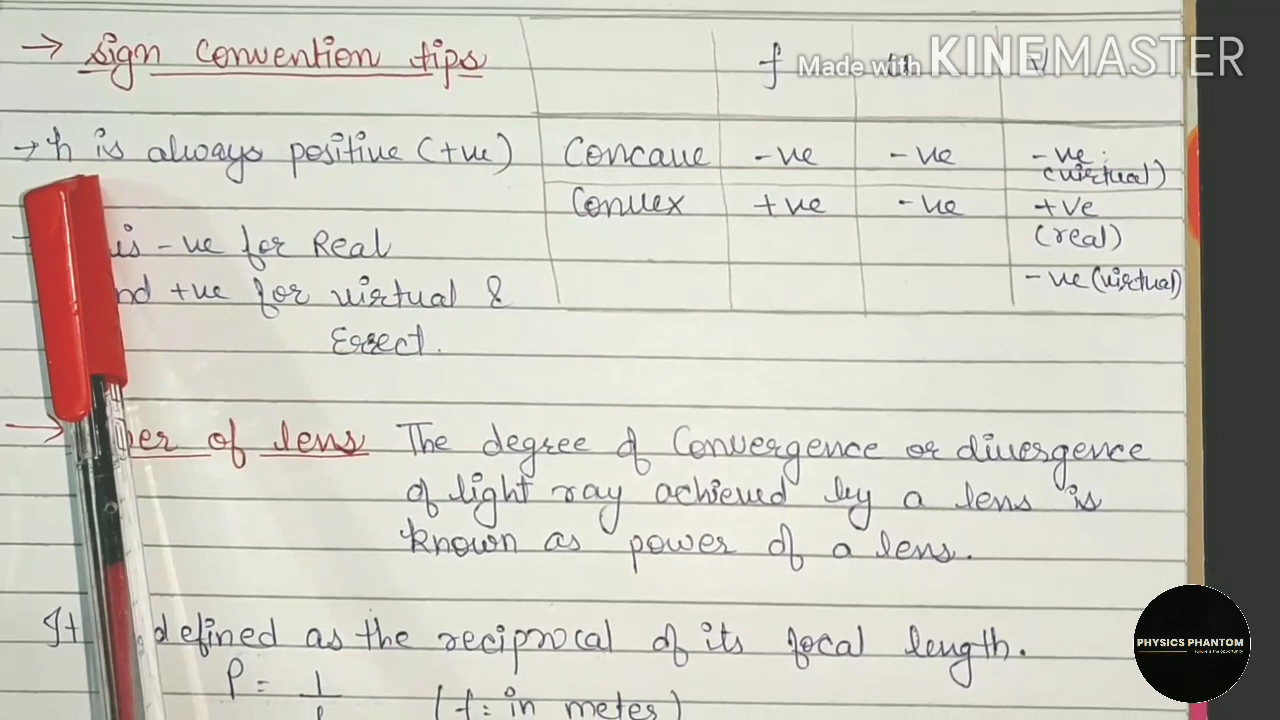 → Sign Convention tips
f
Made with KINEMASTER
→ h is always positive (+ve)
Concave -ve -ve -ve (virtual)
Convex +ve -ve +ve (real)
-ve (virtual)
is -ve for Real
+ve for virtual &
Erect.
→ of lens The degree of Convergence or divergence
of light ray achieved by a lens is
known as power of a lens.
It defined as the reciprocal of its focal length.
P = 1
(f = in meter)
PHYSICS PHANTOM